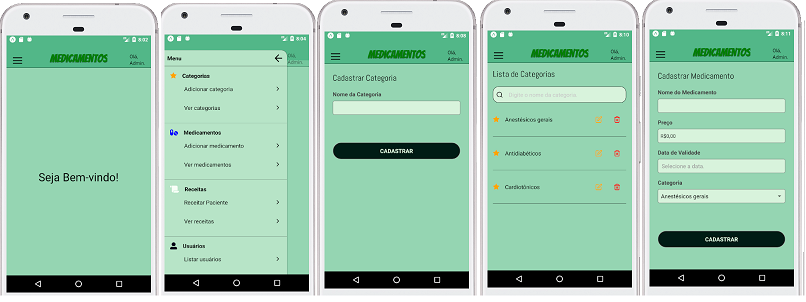 8:02
MEDICAMENTOS
Olá,
Admin.
Seja Bem-vindo!
8:04
Menu
Olá,
Admin.
Categorias
Adicionar categoria
Ver categorias
Medicamentos
Adicionar medicamento
Ver medicamentos
Receitas
Receitar Paciente
Ver receitas
Usuários
Listar usuários
8:08
MEDICAMENTOS
Olá,
Admin.
Cadastrar Categoria
Nome da Categoria
CADASTRAR
8:10
MEDICAMENTOS
Olá,
Admin.
Lista de Categorias
Digite o nome da categoria
Anestésicos gerais
Antidiabéticos
Cardiotônicos
8:11
MEDICAMENTOS
Olá,
Admin.
Cadastrar Medicamento
Nome do Medicamento
Preço
R$0,00
Data de Validade
Selecione a data.
Categoria
Anestésicos gerais
CADASTRAR